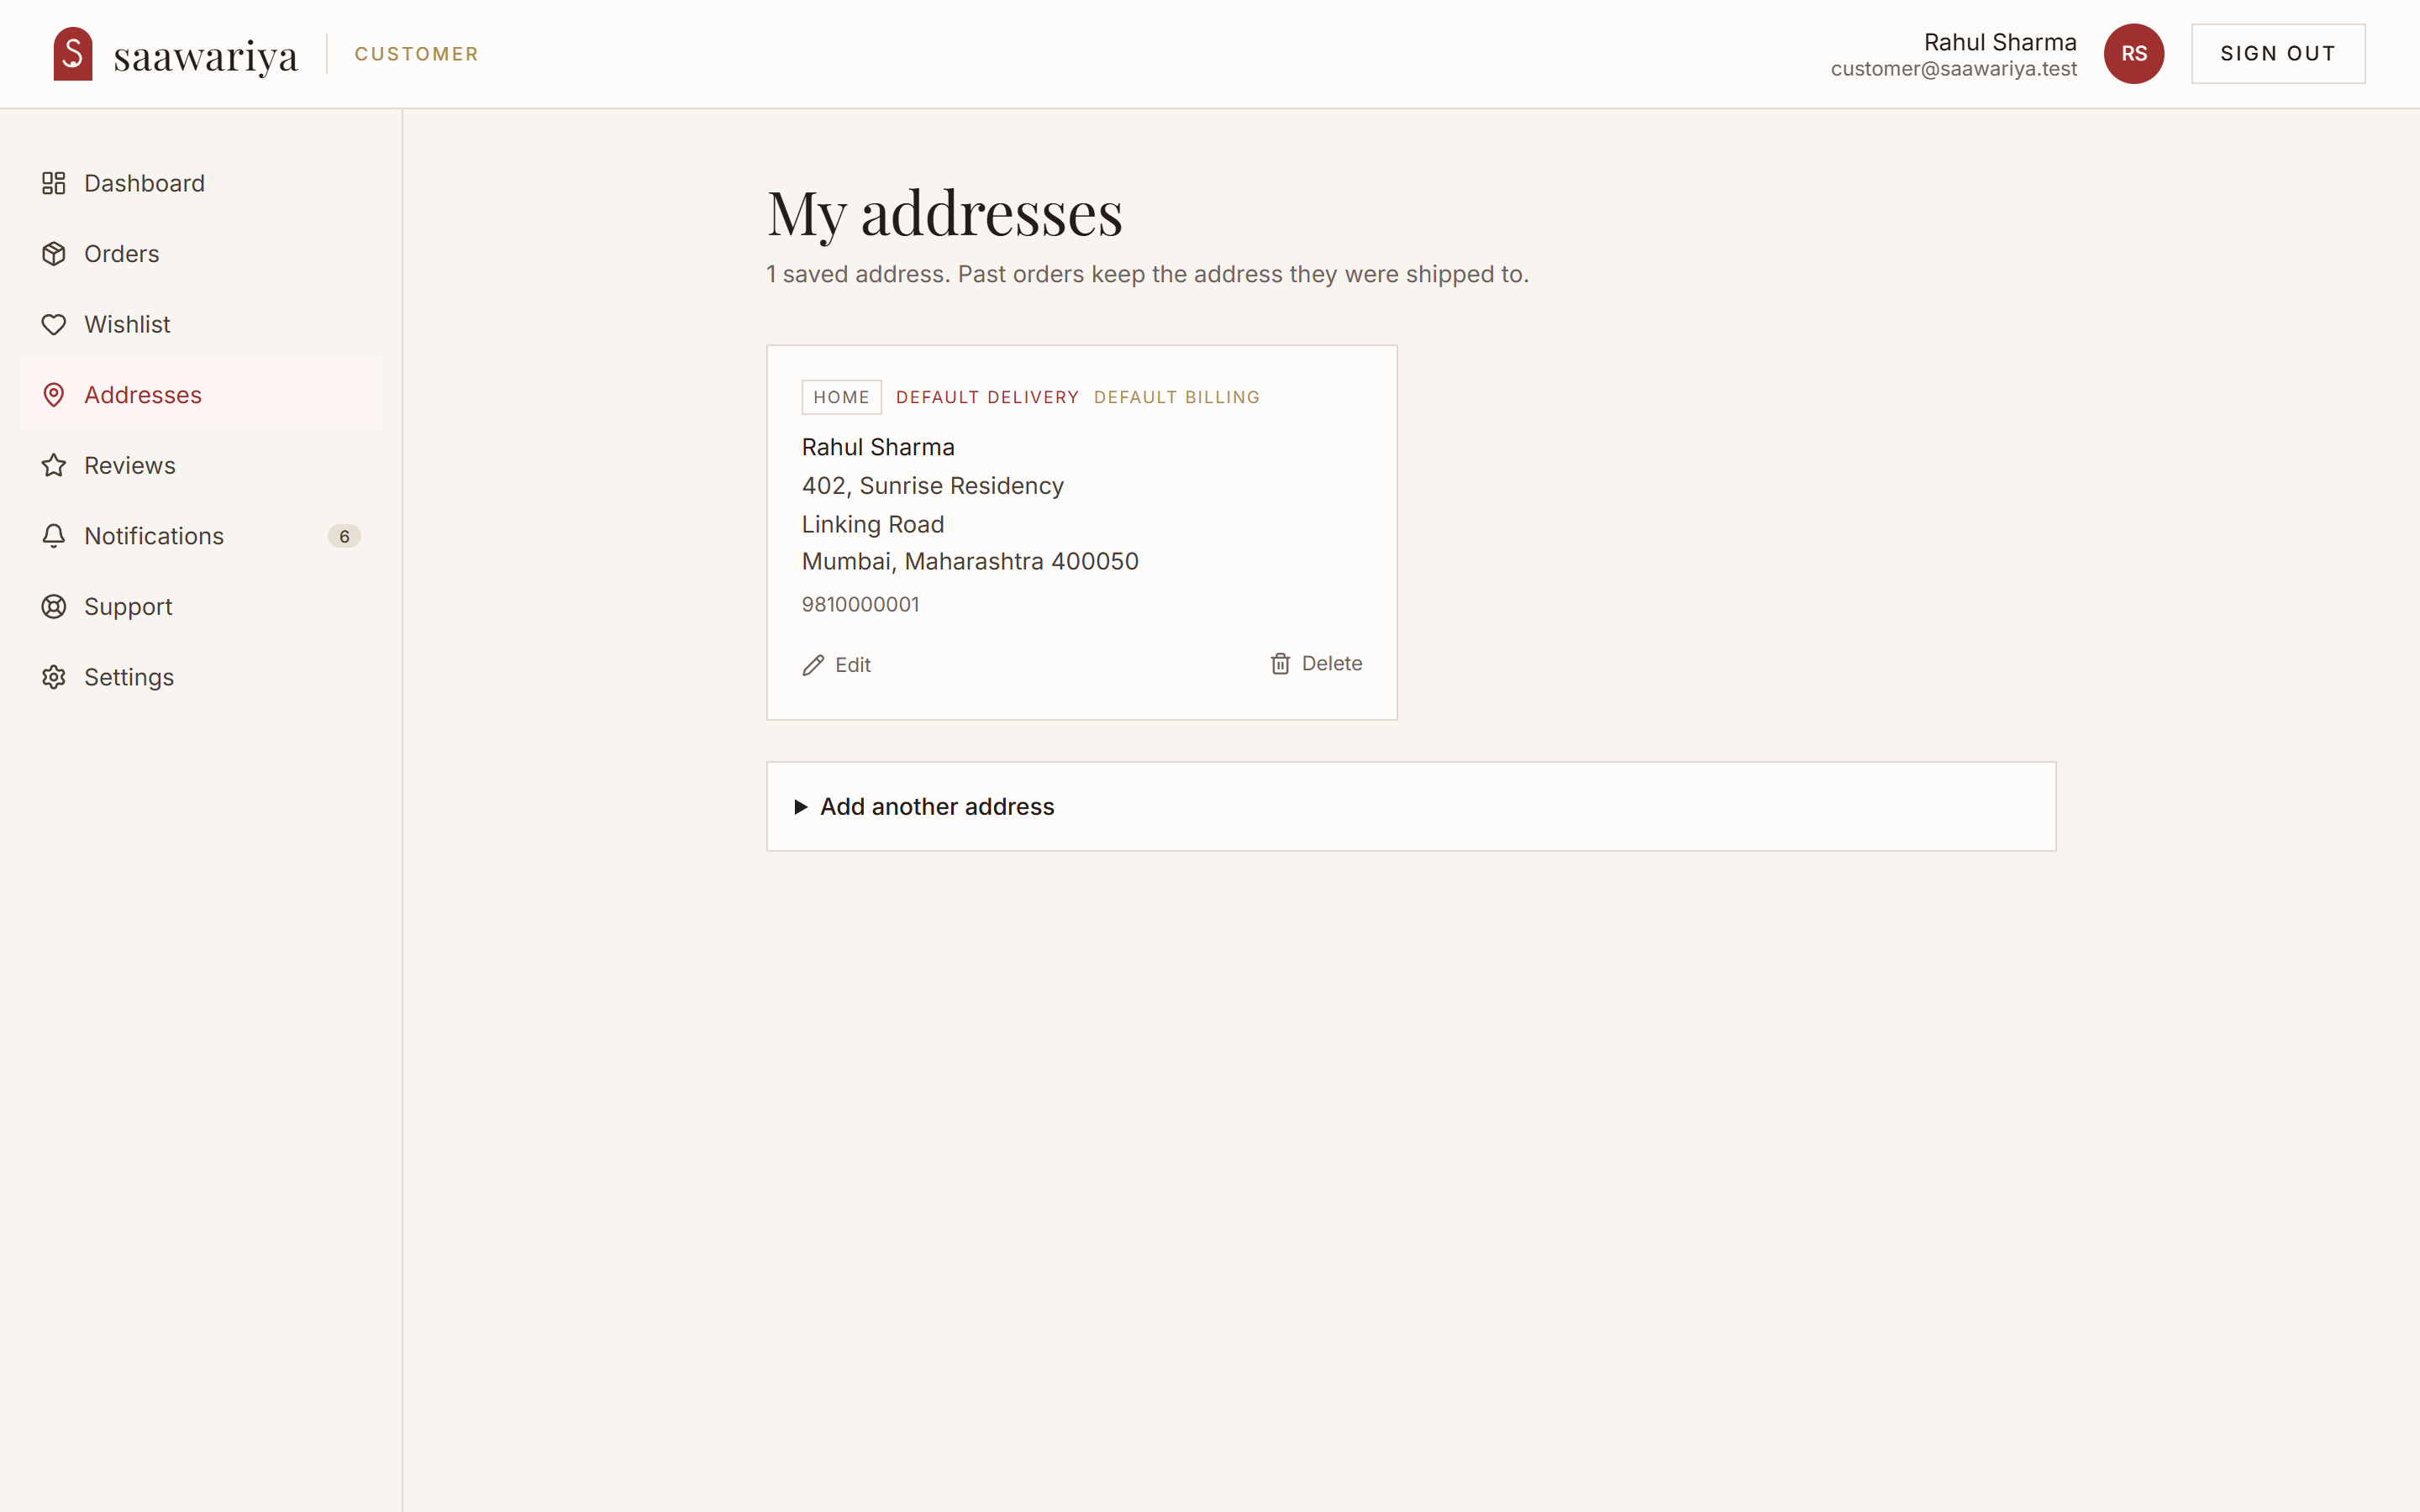 S saawariya CUSTOMER
Rahul Sharma
customer@saawariya.test
RS
SIGN OUT
Dashboard
Orders
Wishlist
Addresses
Reviews
Notifications 6
Support
Settings
My addresses
1 saved address. Past orders keep the address they were shipped to.
HOME DEFAULT DELIVERY DEFAULT BILLING
Rahul Sharma
402, Sunrise Residency
Linking Road
Mumbai, Maharashtra 400050
9810000001
Edit Delete
Add another address